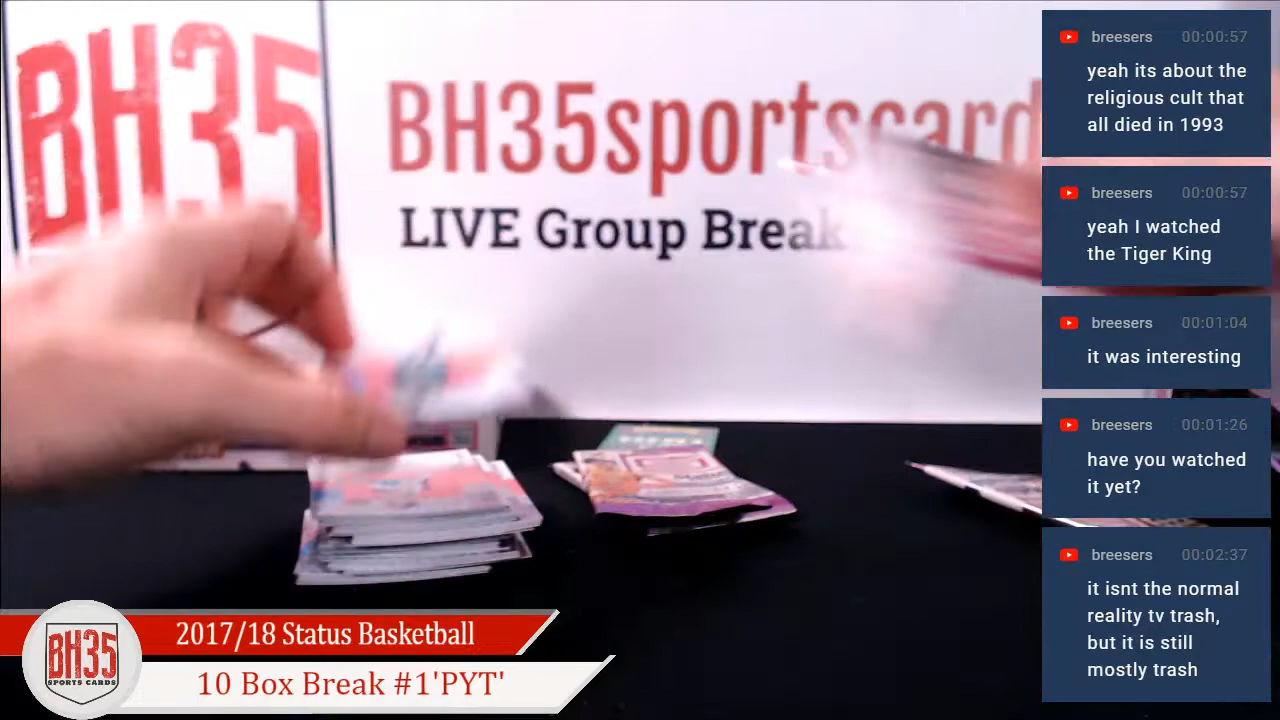 BH35
BH35sportscard
LIVE Group Break
breesers 00:00:57
yeah its about the
religious cult that
all died in 1993
breesers 00:00:57
yeah I watched
the Tiger King
breesers 00:01:04
it was interesting
breesers 00:01:26
have you watched
it yet?
breesers 00:02:37
it isnt the normal
reality tv trash,
but it is still
mostly trash
2017/18 Status Basketball
10 Box Break #1'PYT'
BH35
SPORTS CARDS